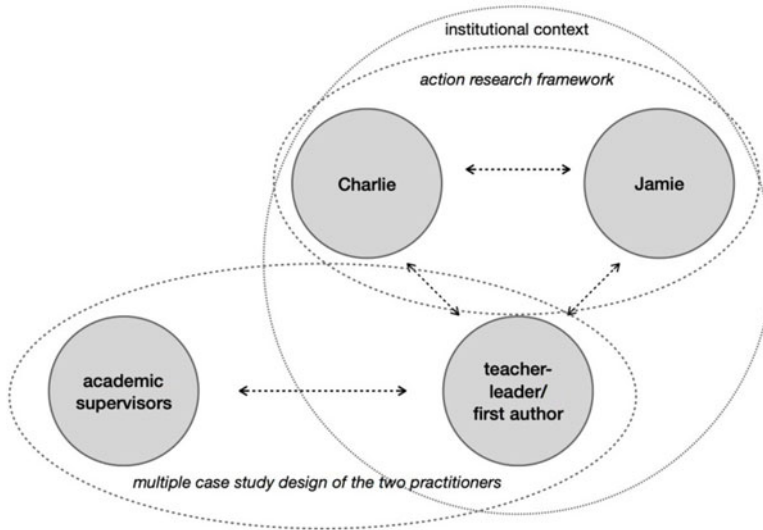 institutional context
action research framework
Charlie
Jamie
academic
supervisors
teacher-
leader/
first author
multiple case study design of the two practitioners